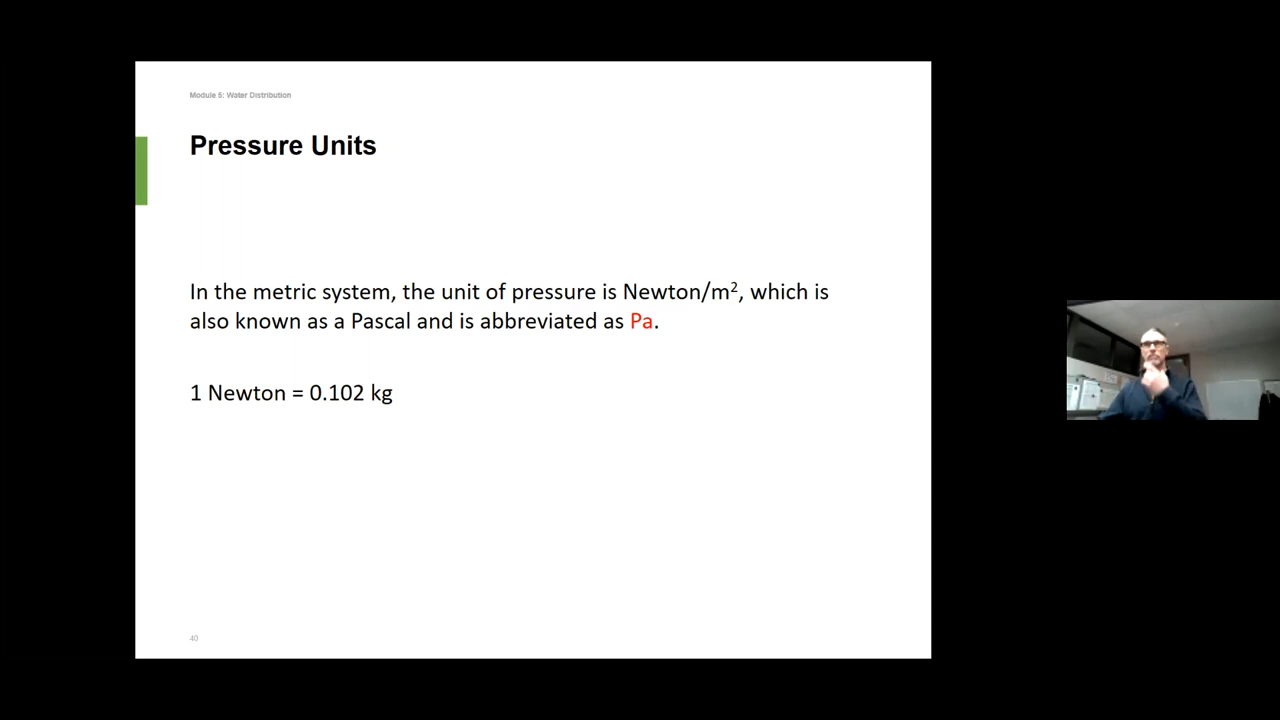 Module 5: Water Distribution
Pressure Units
In the metric system, the unit of pressure is Newton/m², which is
also known as a Pascal and is abbreviated as Pa.
1 Newton = 0.102 kg
40